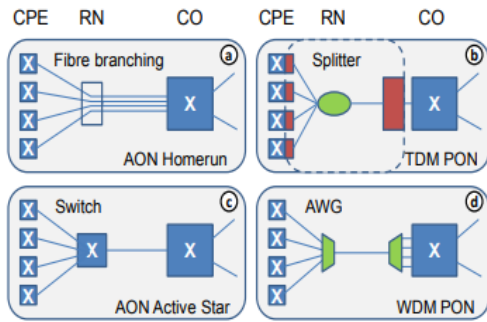 CPE RN CO CPE RN CO
Fibre branching
a
X
X
X
X
X
AON Homerun
Splitter
b
X
X
X
X
X
TDM PON
Switch
c
X
X
X
X
X
X
AON Active Star
AWG
d
X
X
X
X
X
WDM PON